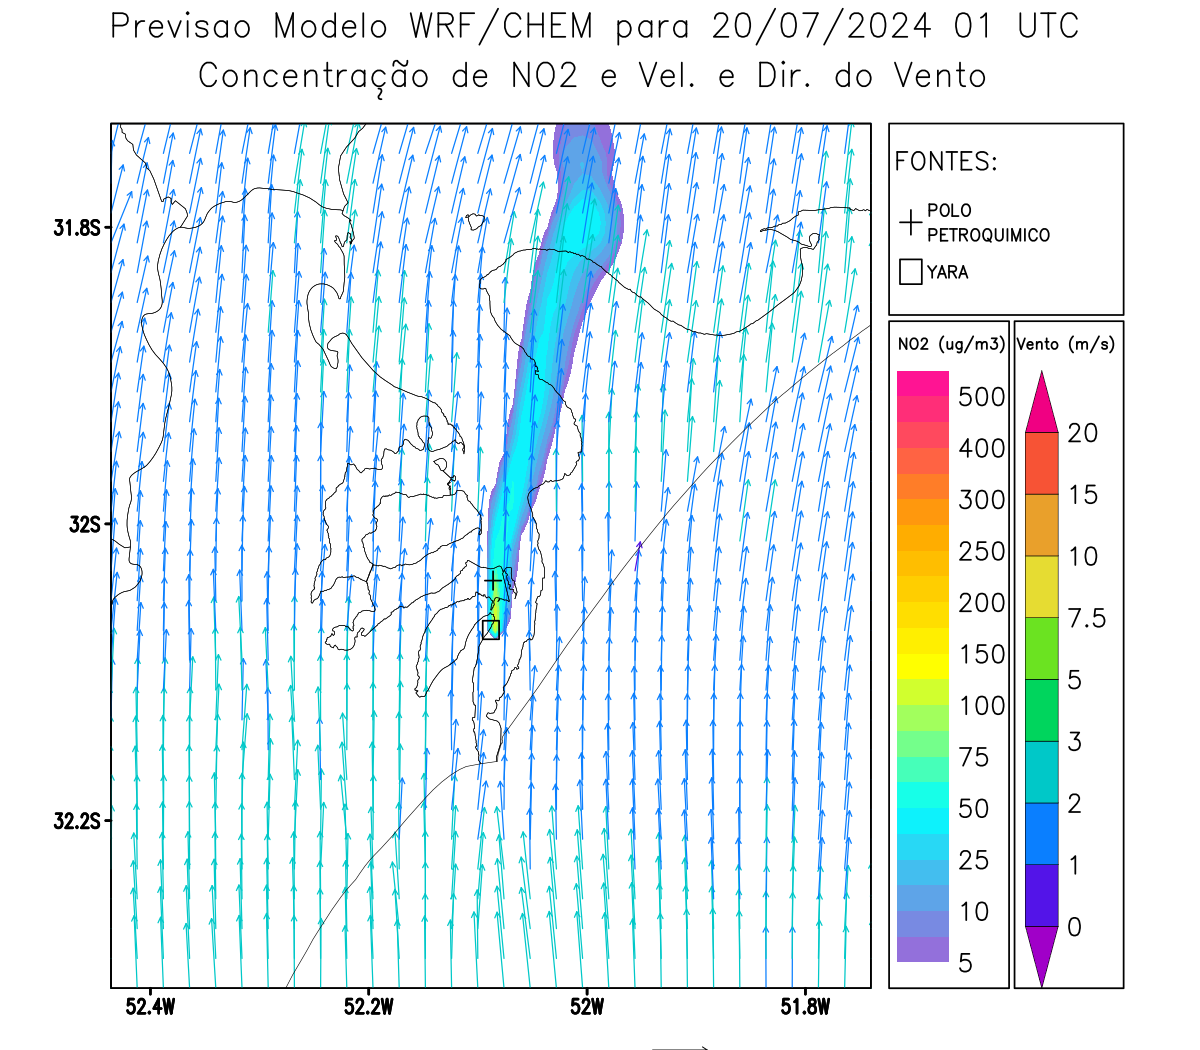 Previsao Modelo WRF/CHEM para 20/07/2024 01 UTC
Concentração de NO2 e Vel. e Dir. do Vento
FONTES:
POLO
PETROQUIMICO
YARA
NO2 (ug/m3)
500
400
300
250
200
150
100
75
50
25
10
5
Vento (m/s)
20
15
10
7.5
5
3
2
1
0
31.8S
32S
32.2S
52.4W
52.2W
52W
51.8W